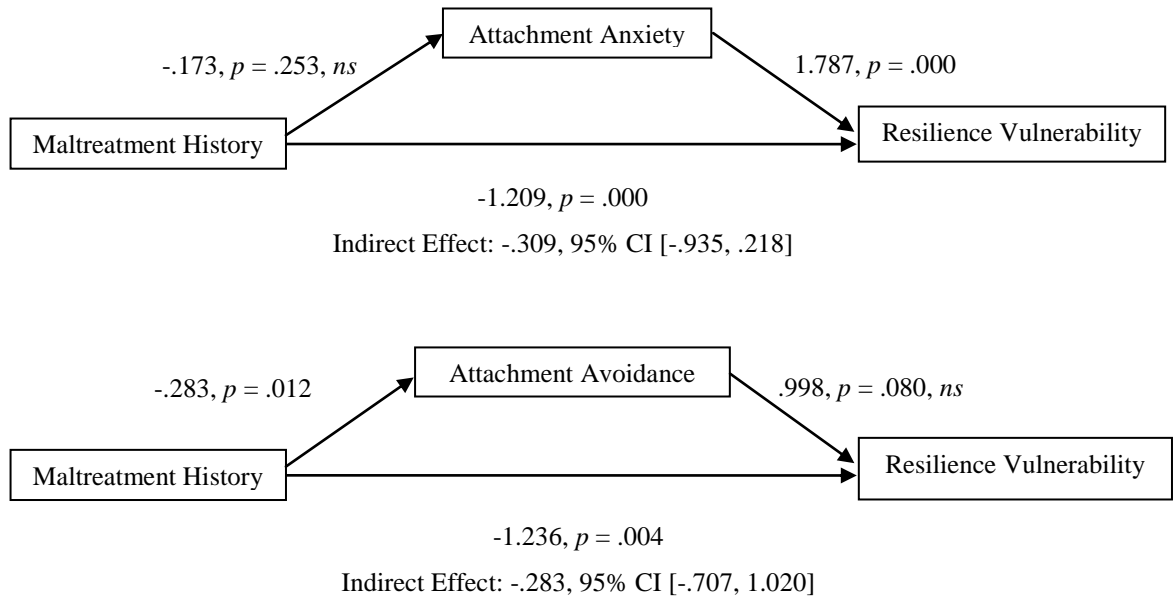 Attachment Anxiety
-.173, p = .253, ns
1.787, p = .000
Maltreatment History
Resilience Vulnerability
-1.209, p = .000
Indirect Effect: -.309, 95% CI [-.935, .218]
Attachment Avoidance
-.283, p = .012
.998, p = .080, ns
Maltreatment History
Resilience Vulnerability
-1.236, p = .004
Indirect Effect: -.283, 95% CI [-.707, 1.020]